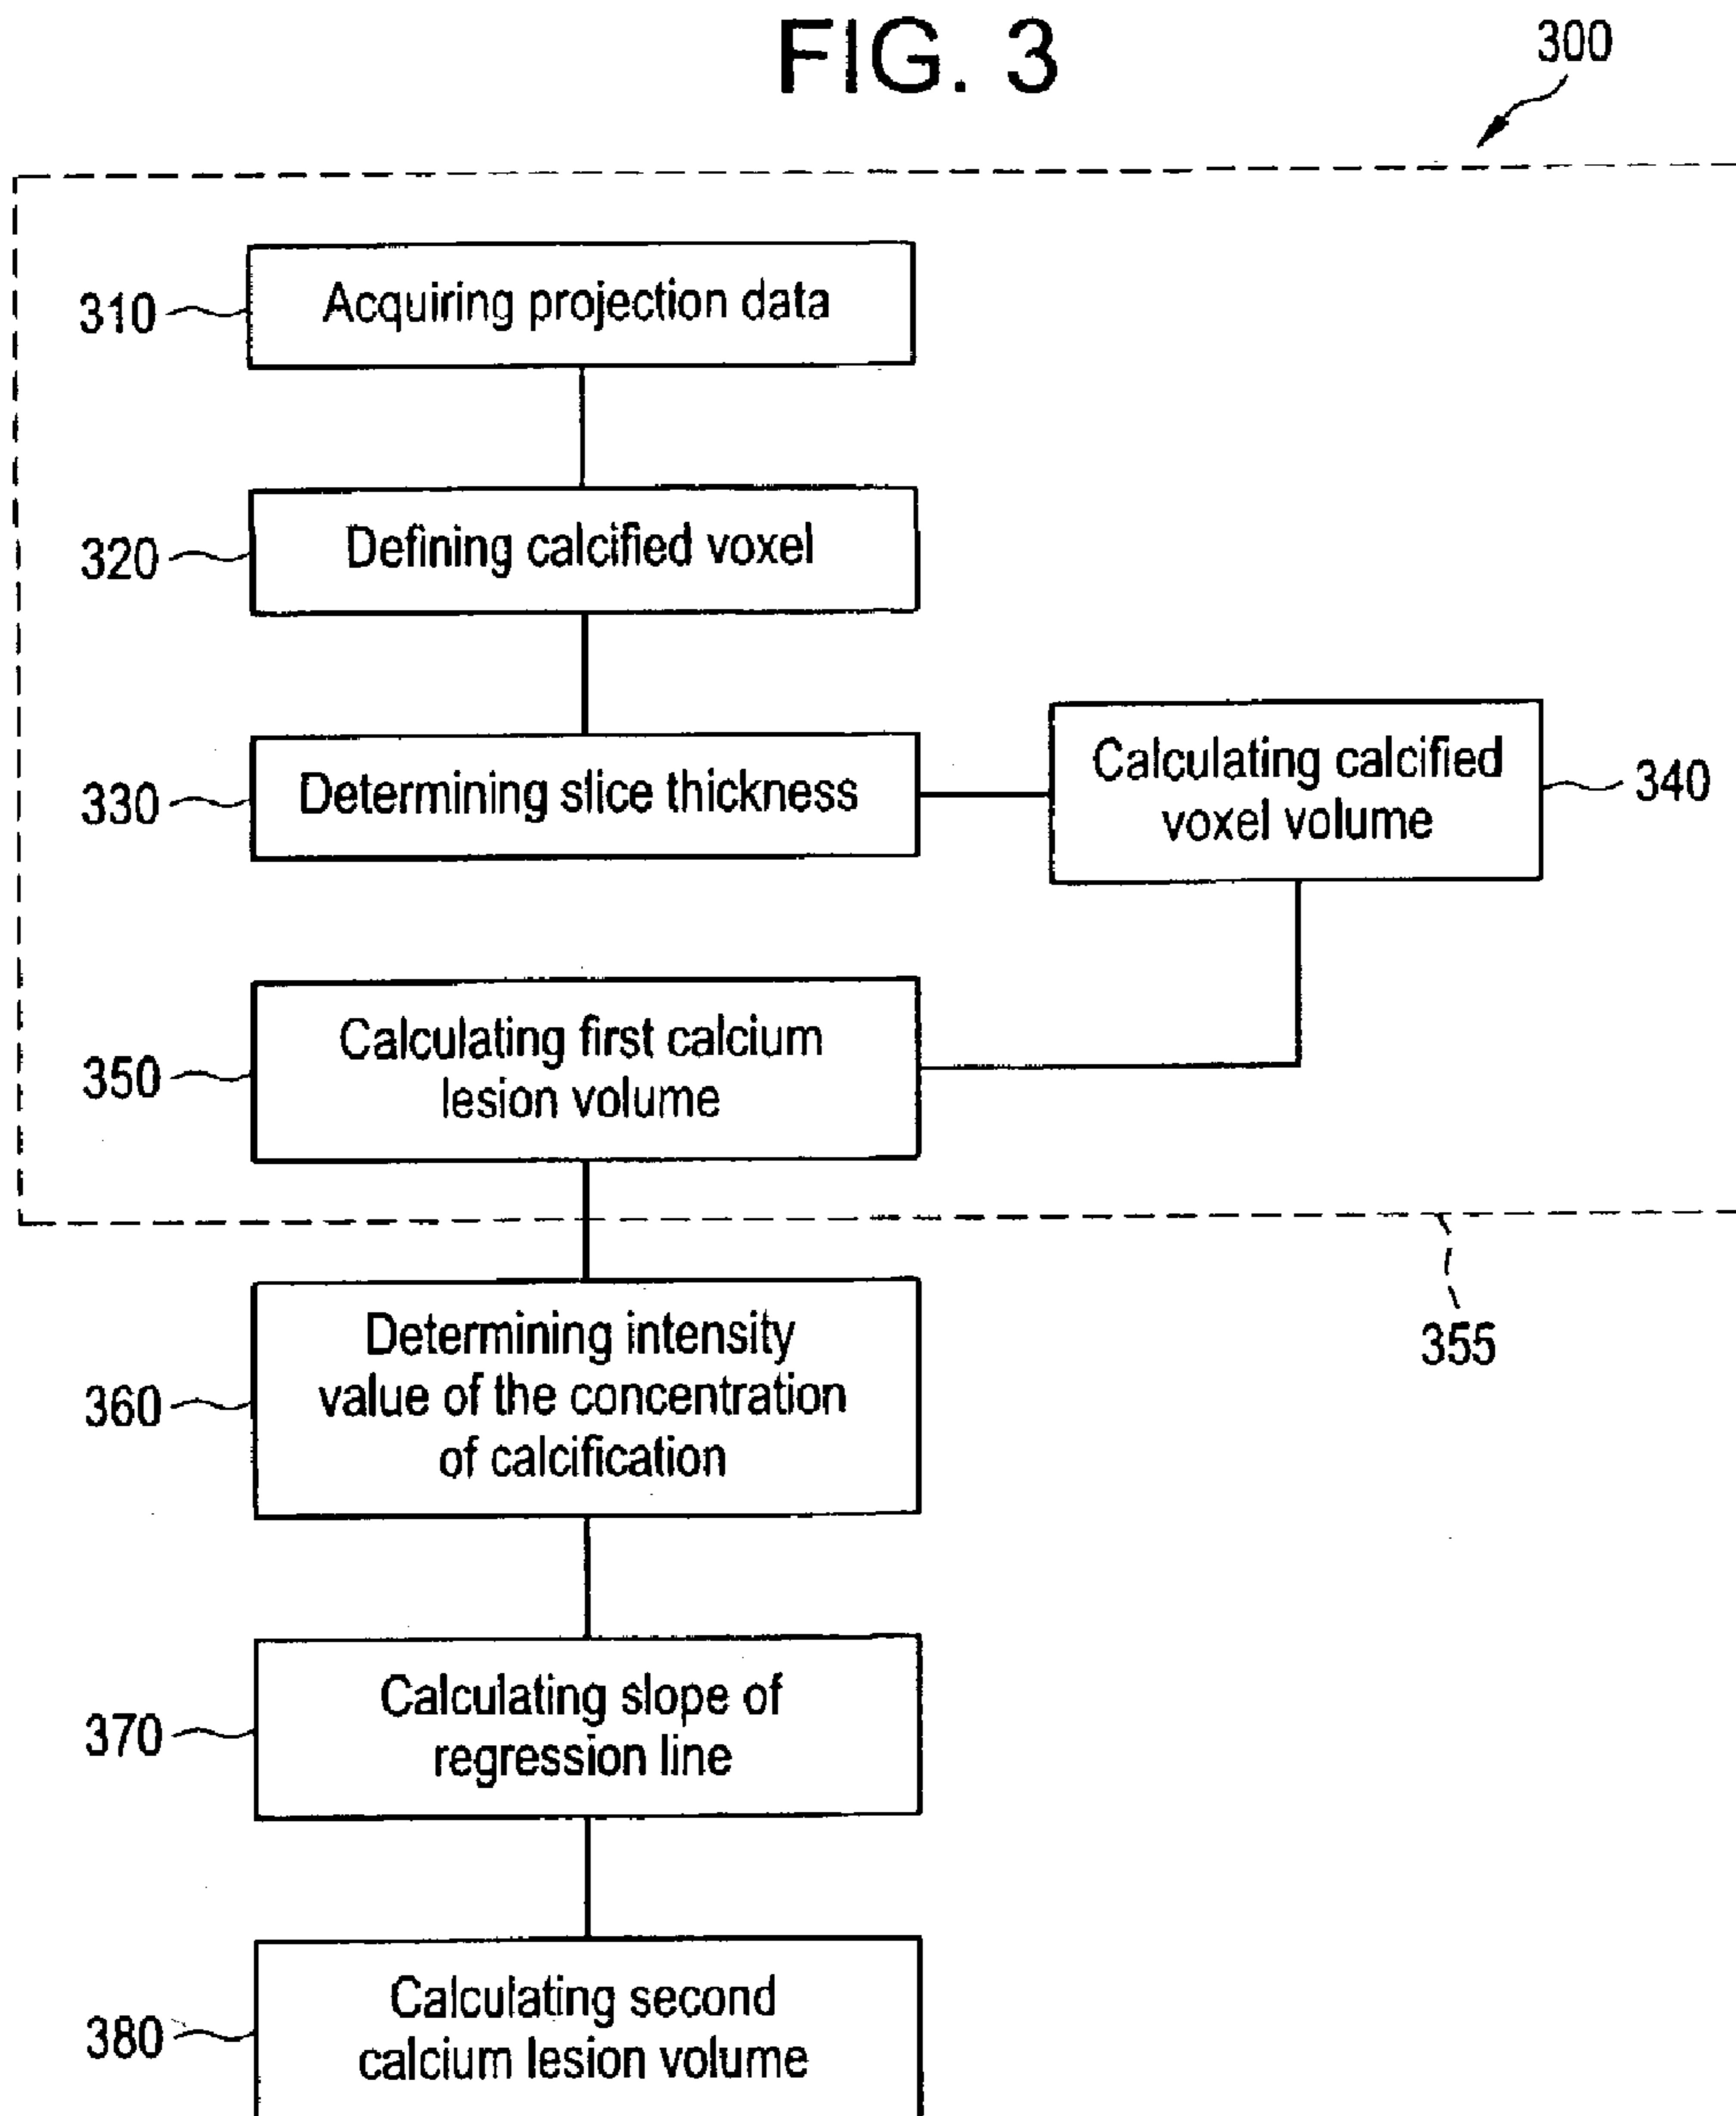 FIG. 3
300
310
Acquiring projection data
320
Defining calcified voxel
330
Determining slice thickness
Calculating calcified
voxel volume
340
350
Calculating first calcium
lesion volume
355
360
Determining intensity
value of the concentration
of calcification
370
Calculating slope of
regression line
380
Calculating second
calcium lesion volume